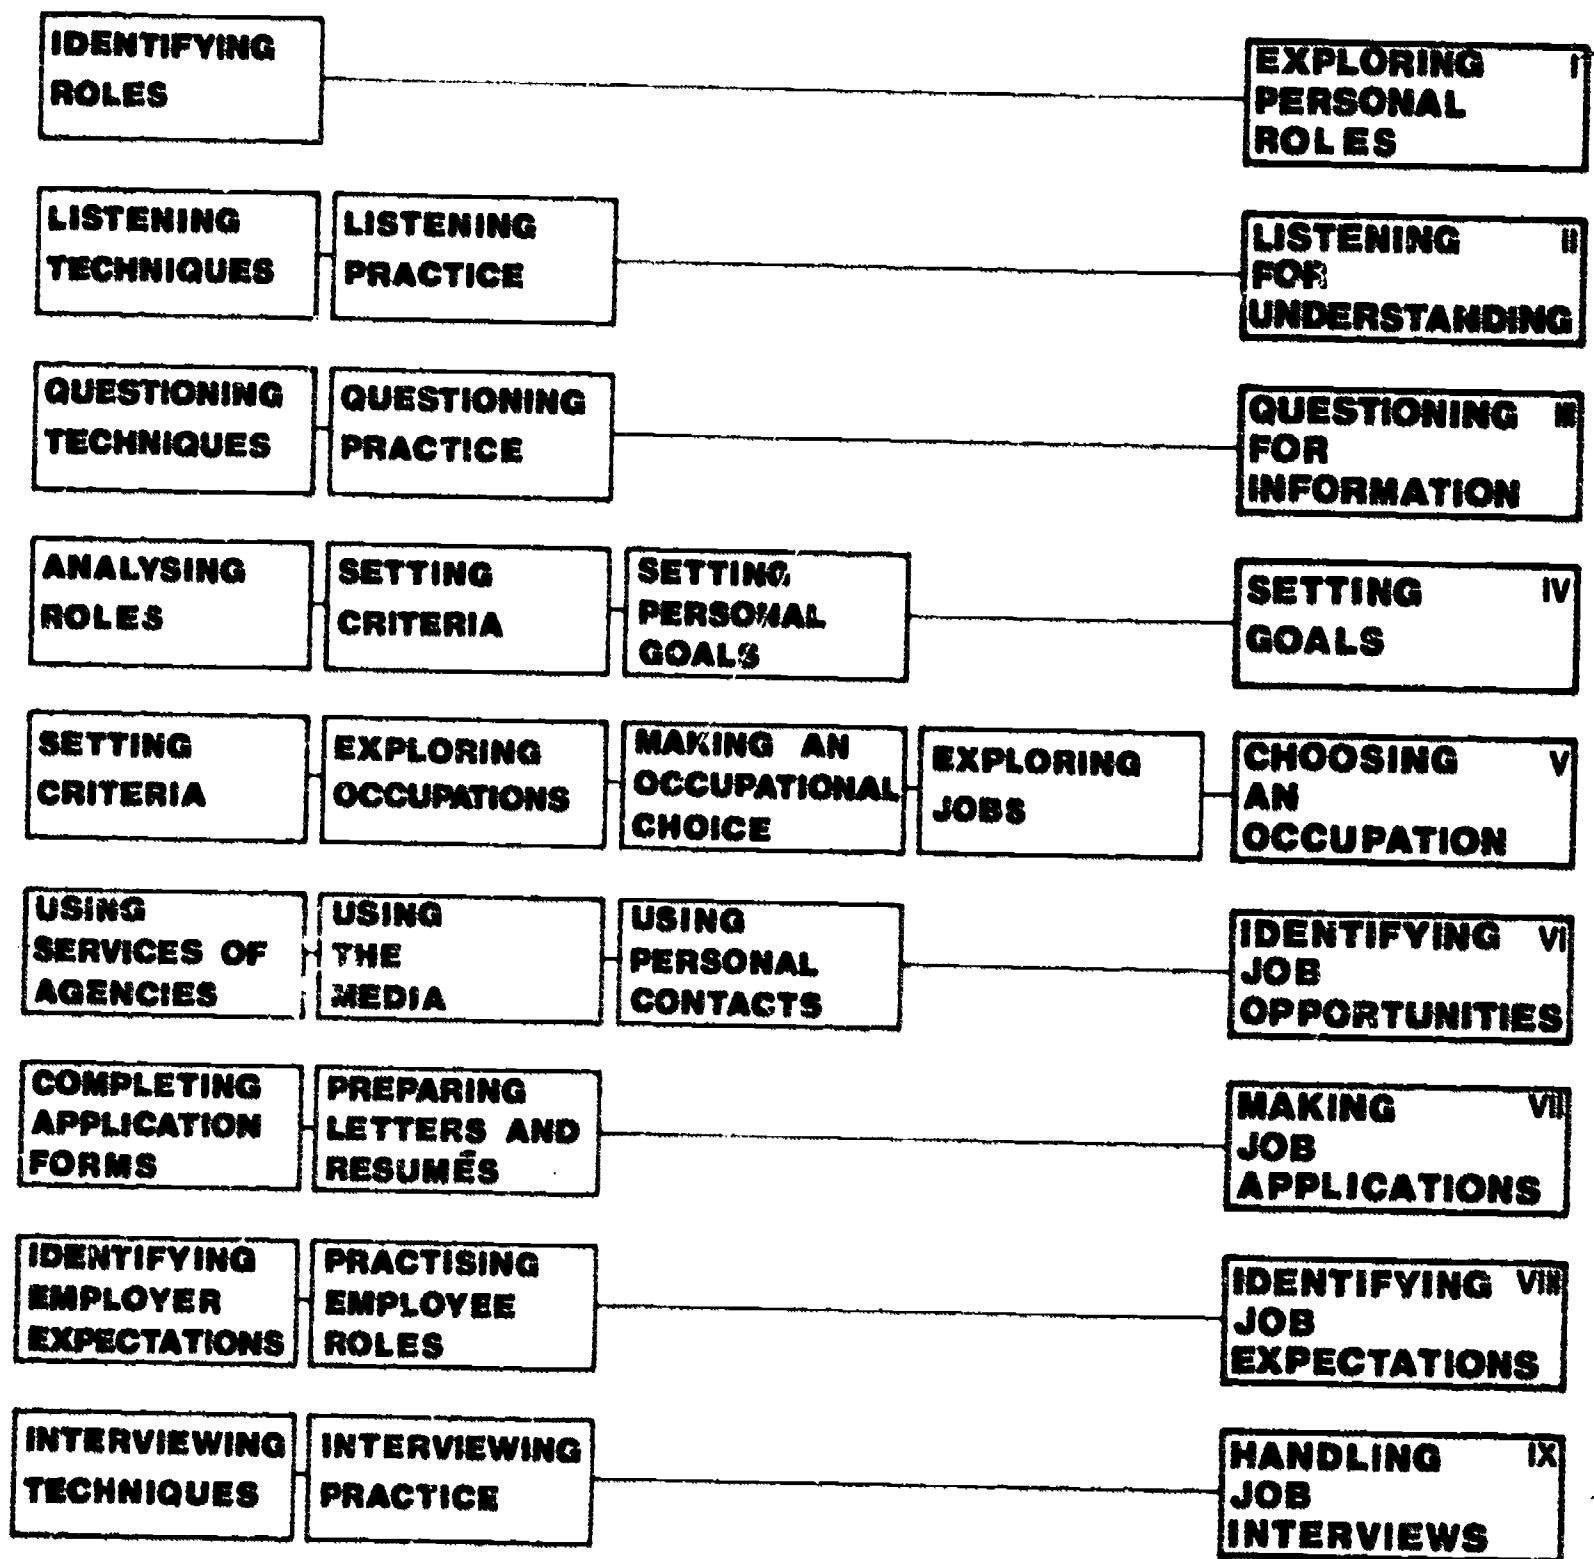 IDENTIFYING
ROLES
EXPLORING I
PERSONAL
ROLES
LISTENING
TECHNIQUES
LISTENING
PRACTICE
LISTENING II
FOR
UNDERSTANDING
QUESTIONING
TECHNIQUES
QUESTIONING
PRACTICE
QUESTIONING III
FOR
INFORMATION
ANALYSING
ROLES
SETTING
CRITERIA
SETTING
PERSONAL
GOALS
SETTING IV
GOALS
SETTING
CRITERIA
EXPLORING
OCCUPATIONS
MAKING AN
OCCUPATIONAL
CHOICE
EXPLORING
JOBS
CHOOSING V
AN
OCCUPATION
USING
SERVICES OF
AGENCIES
USING
THE
MEDIA
USING
PERSONAL
CONTACTS
IDENTIFYING VI
JOB
OPPORTUNITIES
COMPLETING
APPLICATION
FORMS
PREPARING
LETTERS AND
RESUMÉS
MAKING VII
JOB
APPLICATIONS
IDENTIFYING
EMPLOYER
EXPECTATIONS
PRACTISING
EMPLOYEE
ROLES
IDENTIFYING VIII
JOB
EXPECTATIONS
INTERVIEWING
TECHNIQUES
INTERVIEWING
PRACTICE
HANDLING IX
JOB
INTERVIEWS